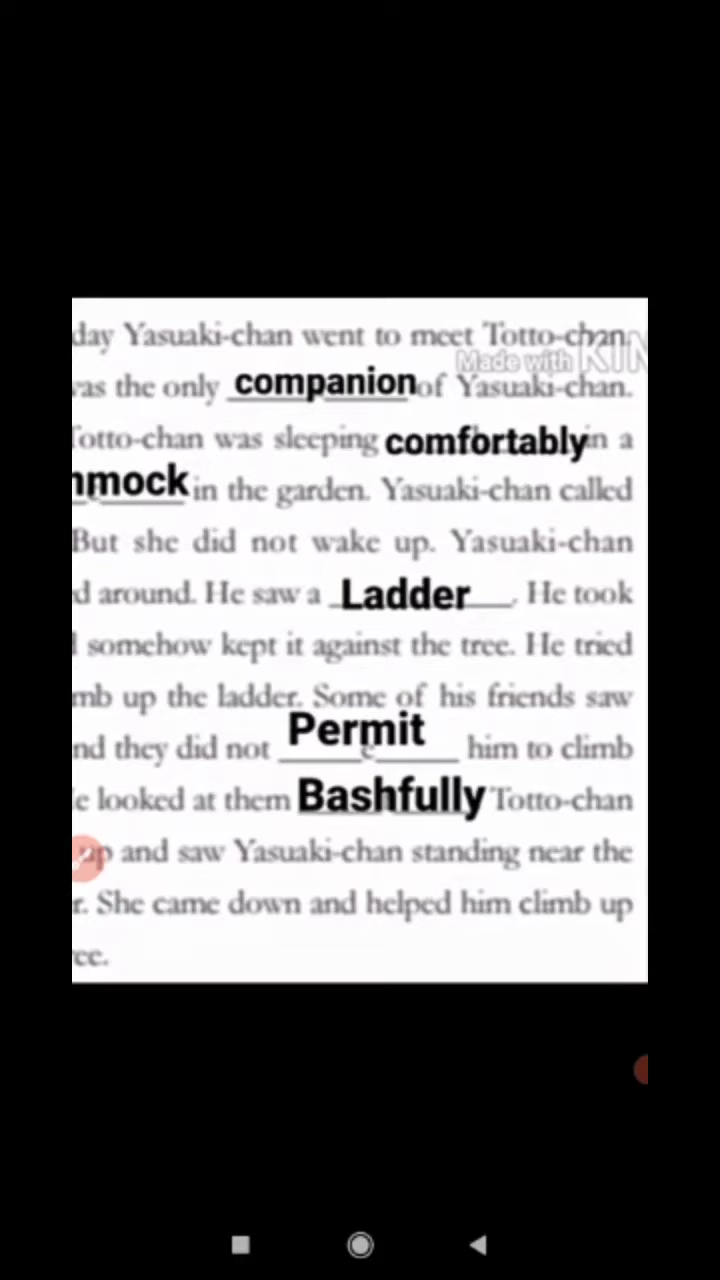 day Yasuaki-chan went to meet Totto-chan.
Made with KIN
was the only companion of Yasuaki-chan.
Totto-chan was sleeping comfortably in a
mmock in the garden. Yasuaki-chan called
But she did not wake up. Yasuaki-chan
d around. He saw a Ladder. He took
somehow kept it against the tree. He tried
mb up the ladder. Some of his friends saw
nd they did not Permit him to climb
e looked at them Bashfully Totto-chan
up and saw Yasuaki-chan standing near the
r. She came down and helped him climb up
ree.